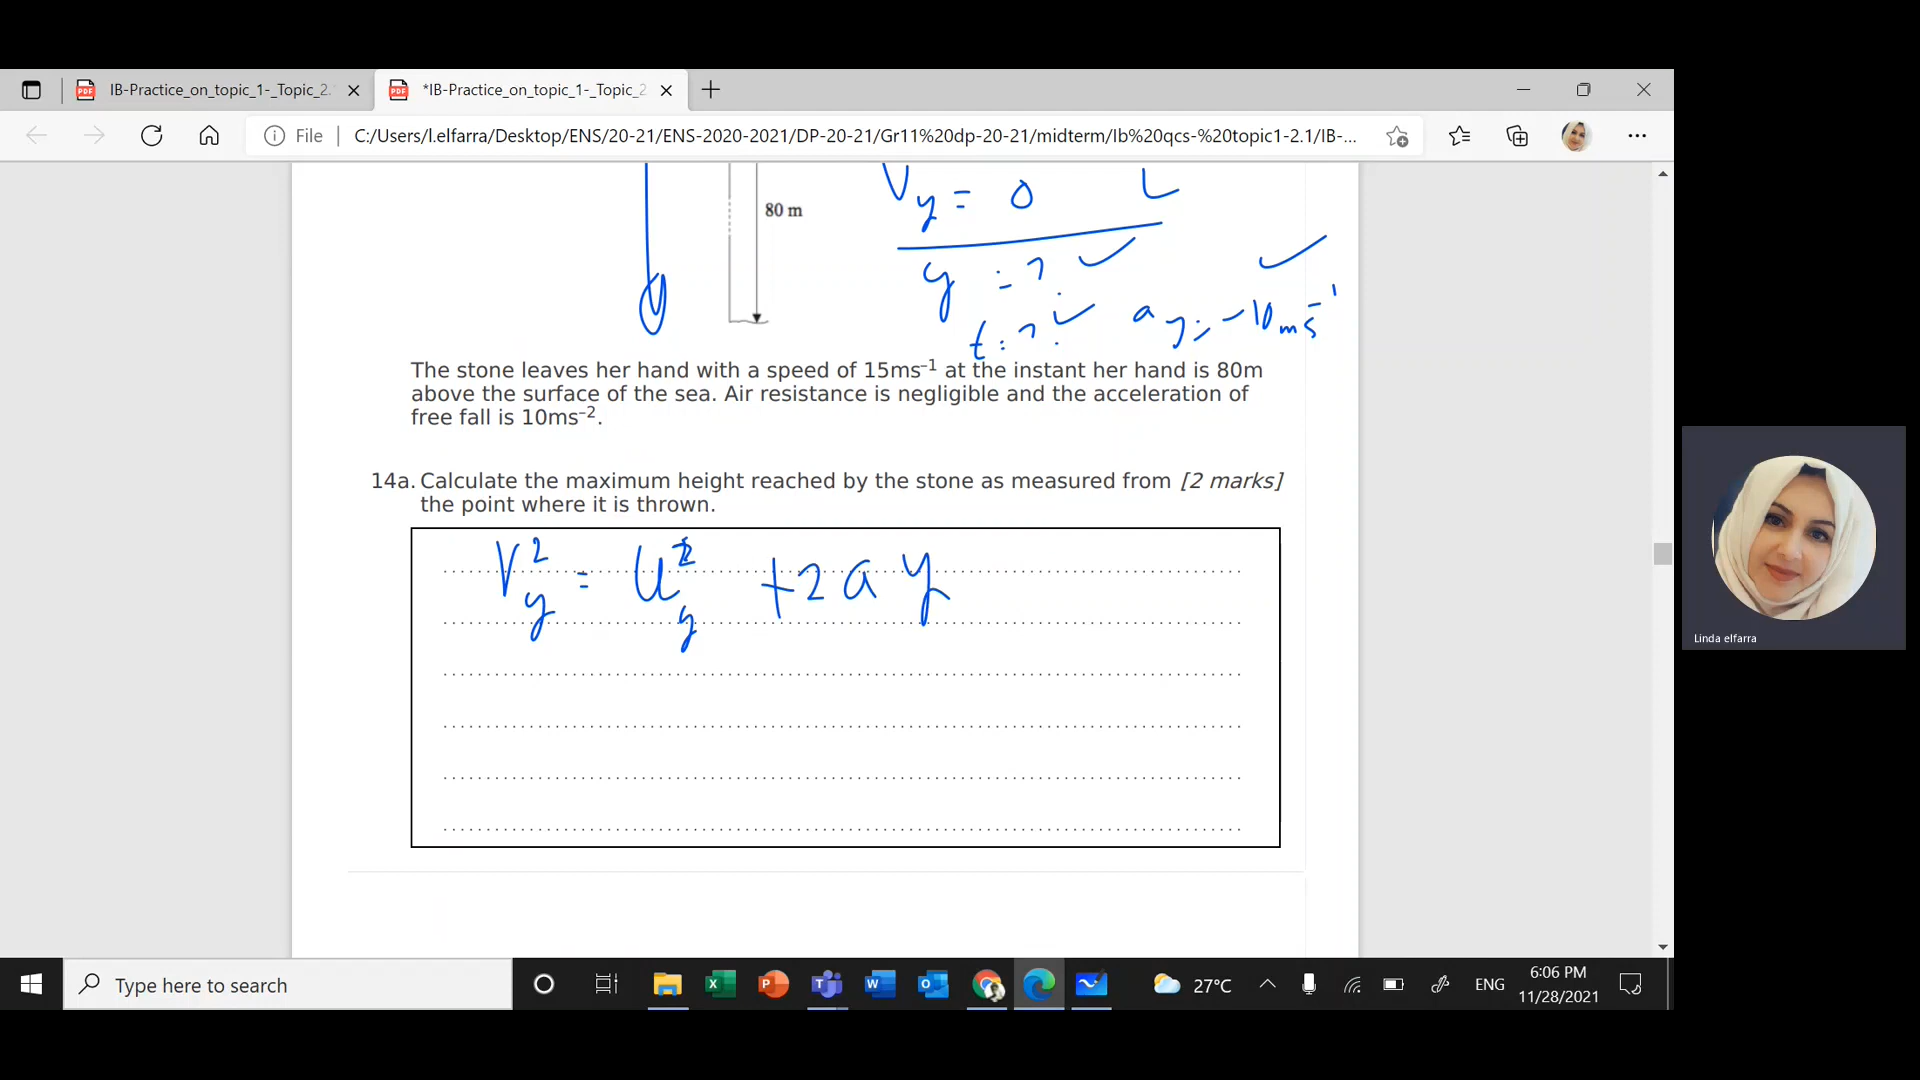 IB-Practice_on_topic_1-_Topic_2.
*IB-Practice_on_topic_1-_Topic_2
File
C:/Users/l.elfarra/Desktop/ENS/20-21/ENS-2020-2021/DP-20-21/Gr11%20dp-20-21/midterm/Ib%20qcs-%20topic1-2.1/IB-...
80 m
Vy = 0
y = ?
t = ? ay = -10 ms⁻¹
The stone leaves her hand with a speed of 15ms⁻¹ at the instant her hand is 80m
above the surface of the sea. Air resistance is negligible and the acceleration of
free fall is 10ms⁻².
14a. Calculate the maximum height reached by the stone as measured from [2 marks]
the point where it is thrown.
Vy² = Uy² + 2 a y
Linda elfarra
Type here to search
27°C
ENG
6:06 PM
11/28/2021